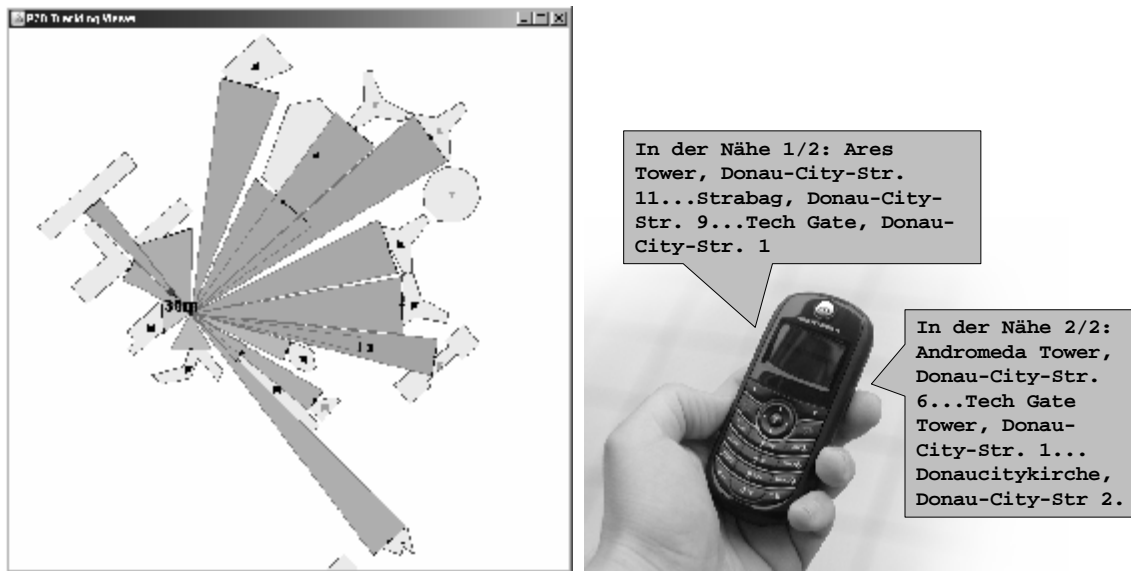 Tracking Viewer
In der Nähe 1/2: Ares
Tower, Donau-City-Str.
11...Strabag, Donau-City-
Str. 9...Tech Gate, Donau-
City-Str. 1
In der Nähe 2/2:
Andromeda Tower,
Donau-City-Str.
6...Tech Gate
Tower, Donau-
City-Str. 1...
Donaucitykirche,
Donau-City-Str 2.